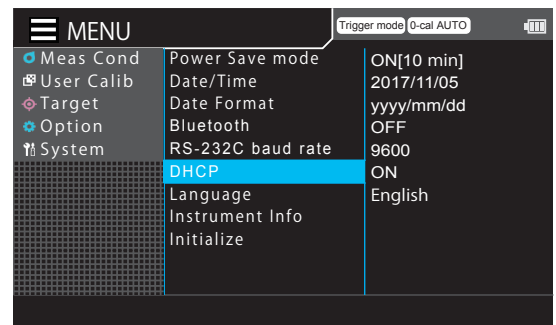 MENU
Trigger mode 0-cal AUTO
Meas Cond
User Calib
Target
Option
System
Power Save mode ON[10 min]
Date/Time 2017/11/05
Date Format yyyy/mm/dd
Bluetooth OFF
RS-232C baud rate 9600
DHCP ON
Language English
Instrument Info
Initialize